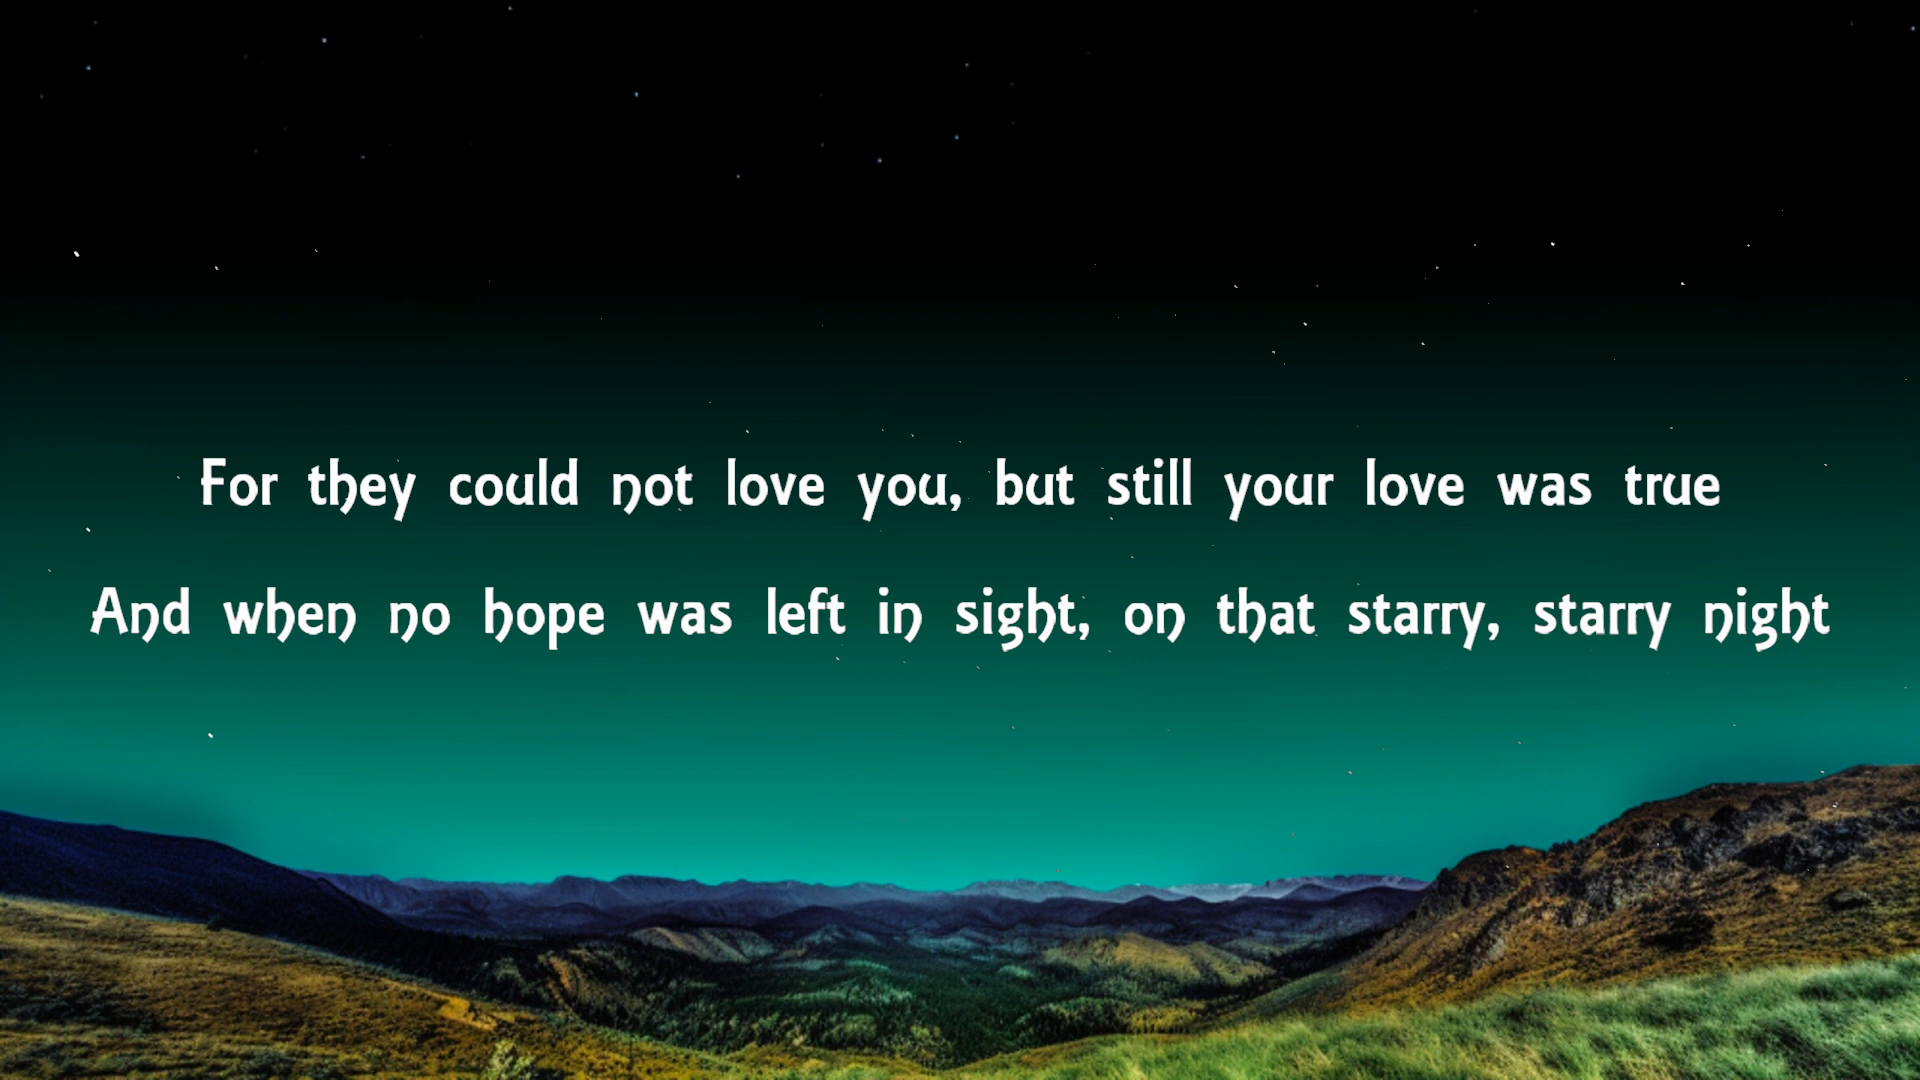 For they could not love you, but still your love was true
And when no hope was left in sight, on that starry, starry night